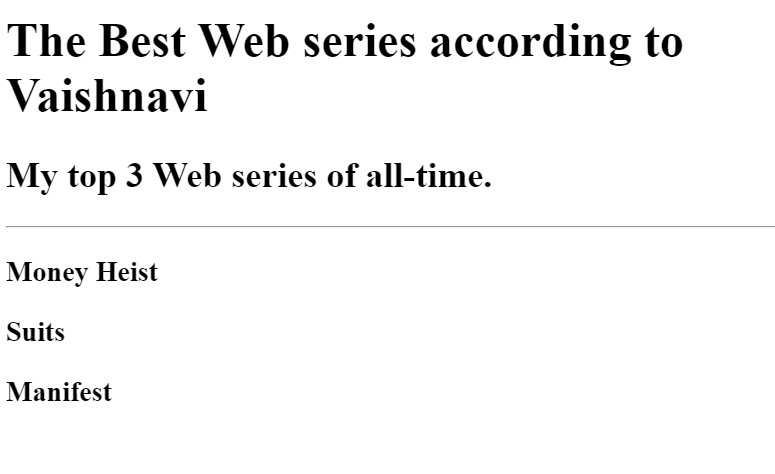 The Best Web series according to
Vaishnavi
My top 3 Web series of all-time.
Money Heist
Suits
Manifest